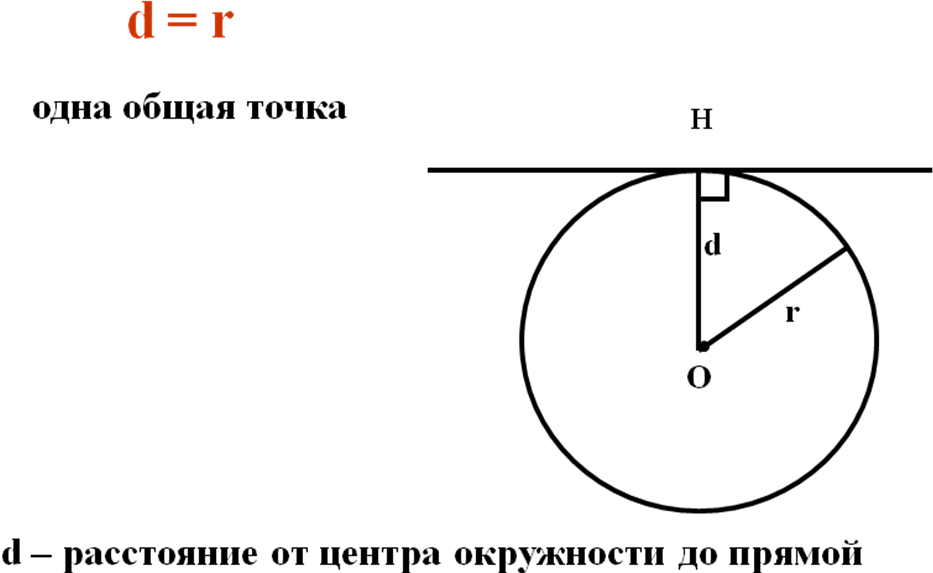 d = r
одна общая точка
H
d
r
O
d – расстояние от центра окружности до прямой